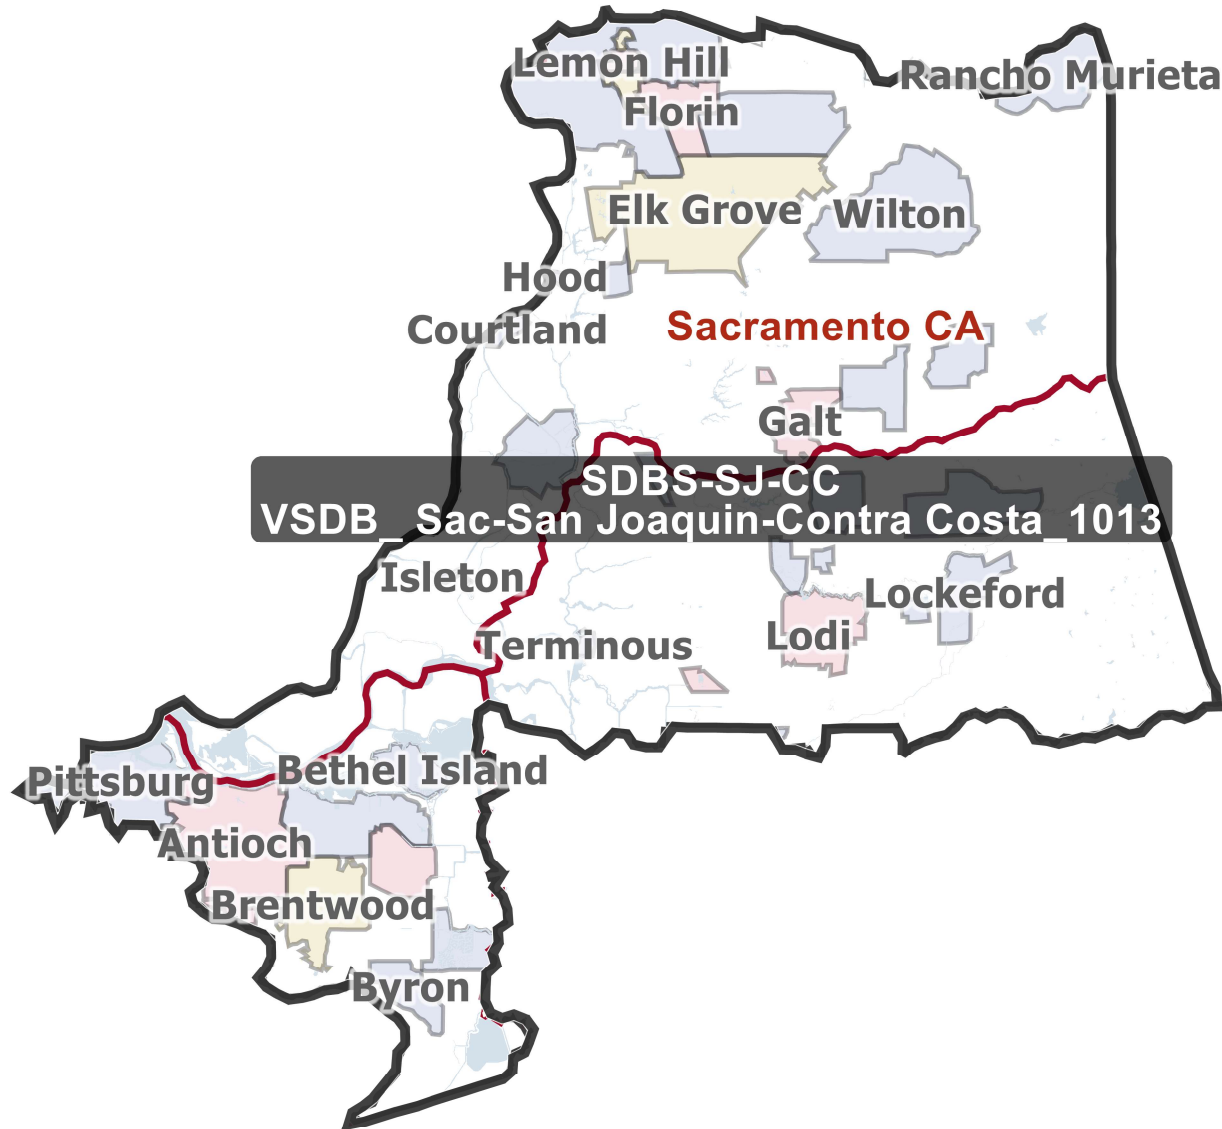 Lemon Hill
Rancho Murieta
Florin
Elk Grove
Wilton
Hood
Courtland
Sacramento CA
Galt
SDBS-SJ-CC
VSDB_ Sac-San Joaquin-Contra Costa_1013
Isleton
Lockeford
Terminous
Lodi
Pittsburg
Bethel Island
Antioch
Brentwood
Byron